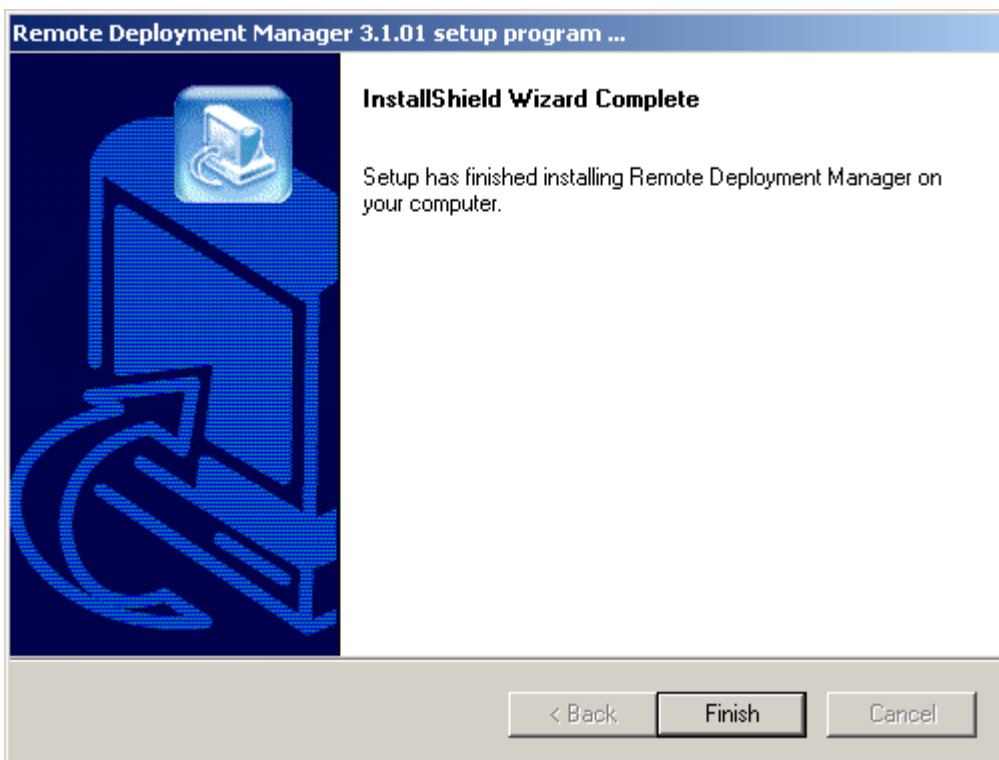 Remote Deployment Manager 3.1.01 setup program ...
InstallShield Wizard Complete
Setup has finished installing Remote Deployment Manager on
your computer.
< Back
Finish
Cancel